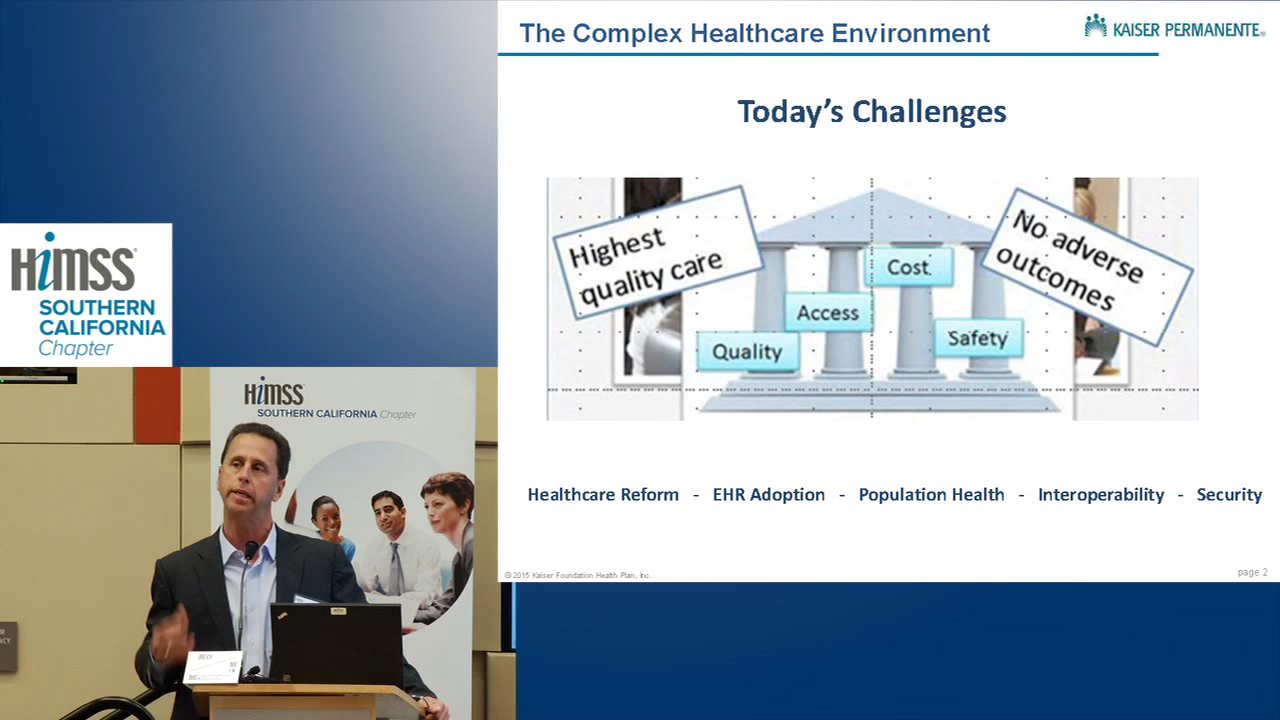 The Complex Healthcare Environment
KAISER PERMANENTE®
Today's Challenges
Highest
quality care
No adverse
outcomes
Cost
Access
Quality
Safety
Healthcare Reform - EHR Adoption - Population Health - Interoperability - Security
© 2015 Kaiser Foundation Health Plan, Inc.
page 2
HiMSS®
SOUTHERN
CALIFORNIA
Chapter
HiMSS
SOUTHERN CALIFORNIA Chapter